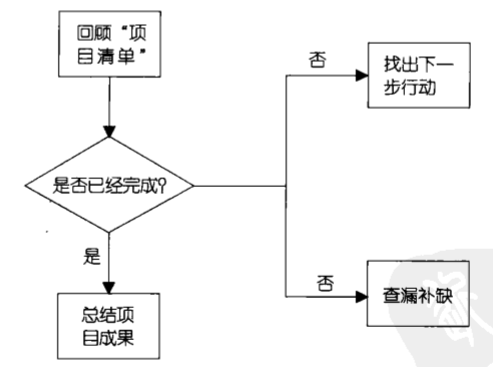 回顾“项
目清单”
否
找出下一
步行动
是否已经完成?
是
否
总结项
目成果
查漏补缺